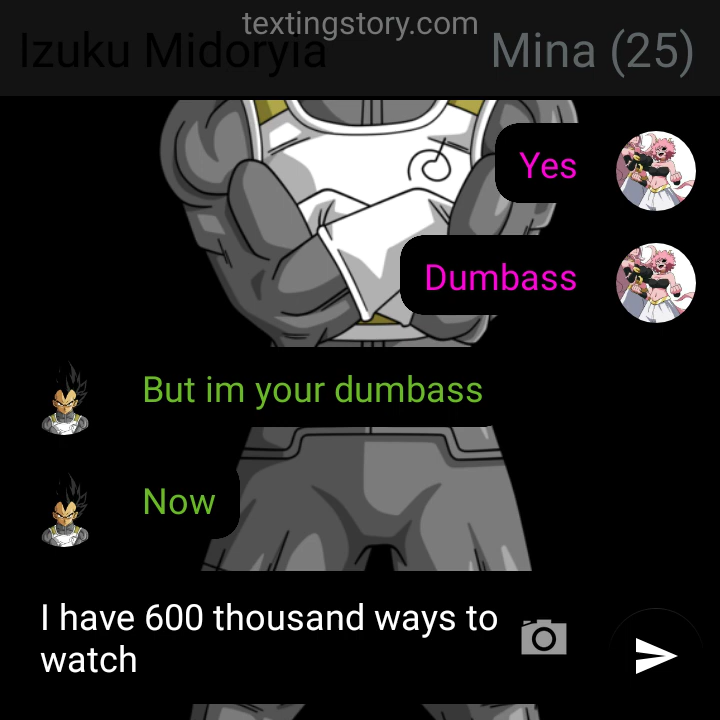 textingstory.com
Izuku Midoryia
Mina (25)
Yes
Dumbass
But im your dumbass
Now
I have 600 thousand ways to
watch